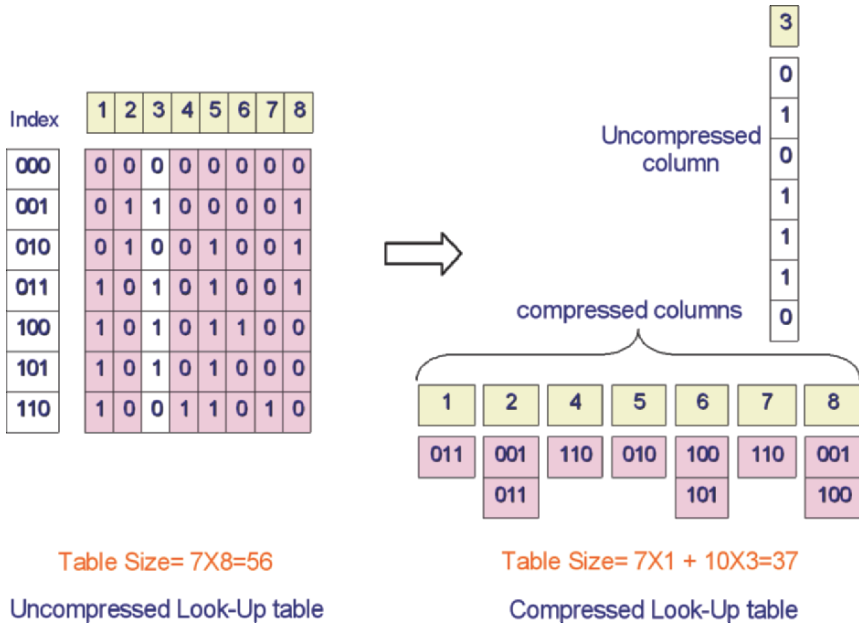 Index 1 2 3 4 5 6 7 8
000 0 0 0 0 0 0 0 0
001 0 1 1 0 0 0 0 1
010 0 1 0 0 1 0 0 1
011 1 0 1 0 1 0 0 1
100 1 0 1 0 1 1 0 0
101 1 0 1 0 1 0 0 0
110 1 0 0 1 1 0 1 0
Table Size= 7X8=56
Uncompressed Look-Up table
3
0
1
0
1
1
1
0
Uncompressed
column
compressed columns
1 2 4 5 6 7 8
011 001 110 010 100 110 001
011 101 100
Table Size= 7X1 + 10X3=37
Compressed Look-Up table